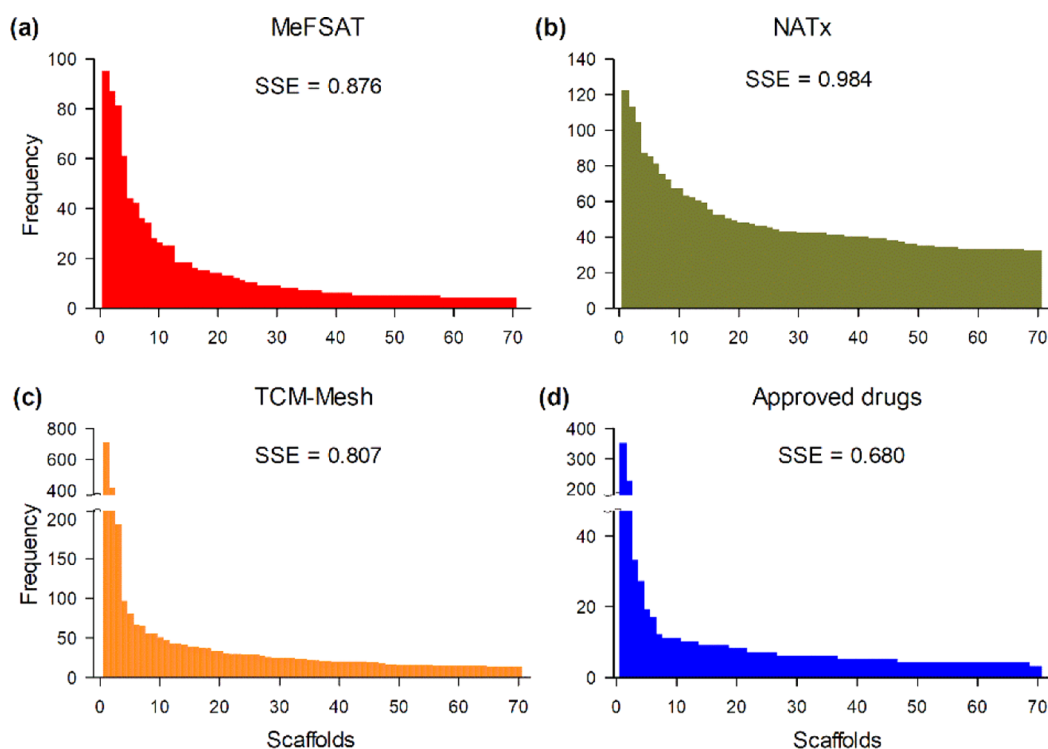 (a) MeFSAT
SSE = 0.876
Frequency
100
80
60
40
20
0
0 10 20 30 40 50 60 70
(b) NATx
SSE = 0.984
140
120
100
80
60
40
20
0
0 10 20 30 40 50 60 70
(c) TCM-Mesh
SSE = 0.807
Frequency
800
600
400
200
150
100
50
0
0 10 20 30 40 50 60 70
Scaffolds
(d) Approved drugs
SSE = 0.680
400
300
200
40
20
0
0 10 20 30 40 50 60 70
Scaffolds